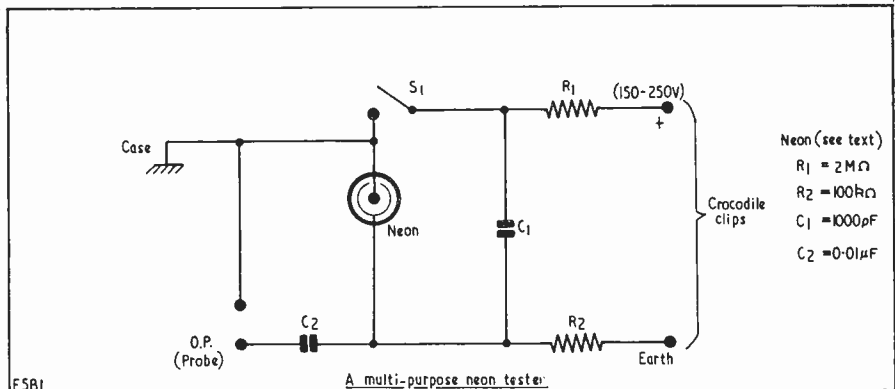 S1
R1
(150-250V)
+
Case
Neon (see text)
R1 = 2MΩ
R2 = 100kΩ
C1 = 1000pF
C2 = 0·01µF
Neon
C1
Crocodile
clips
O.P.
(Probe)
C2
R2
Earth
F581
A multi-purpose neon tester